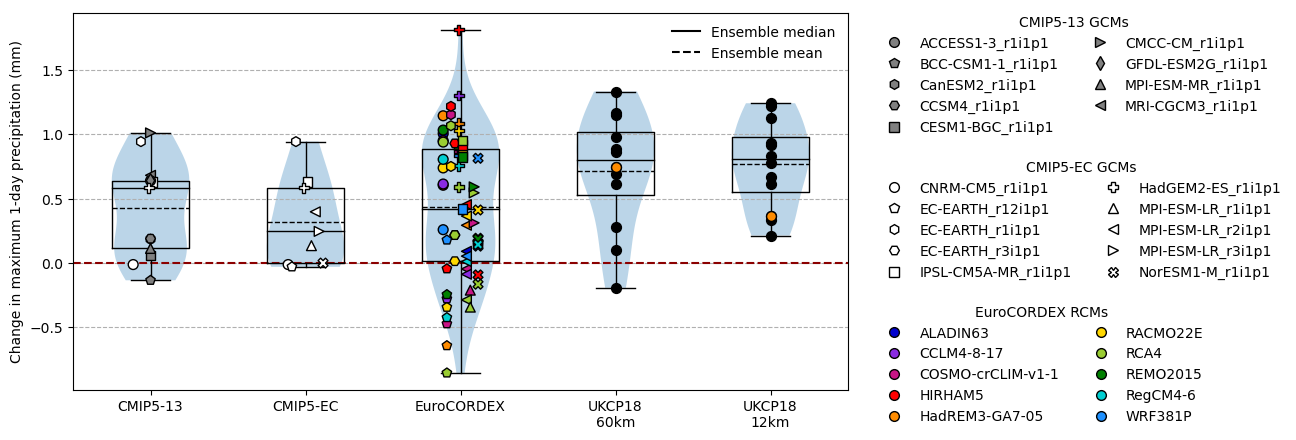 Change in maximum 1-day precipitation (mm)
1.5
1.0
0.5
0.0
−0.5
CMIP5-13
CMIP5-EC
EuroCORDEX
UKCP18
60km
UKCP18
12km
Ensemble median
Ensemble mean
CMIP5-13 GCMs
ACCESS1-3_r1i1p1
BCC-CSM1-1_r1i1p1
CanESM2_r1i1p1
CCSM4_r1i1p1
CESM1-BGC_r1i1p1
CMCC-CM_r1i1p1
GFDL-ESM2G_r1i1p1
MPI-ESM-MR_r1i1p1
MRI-CGCM3_r1i1p1
CMIP5-EC GCMs
CNRM-CM5_r1i1p1
EC-EARTH_r12i1p1
EC-EARTH_r1i1p1
EC-EARTH_r3i1p1
IPSL-CM5A-MR_r1i1p1
HadGEM2-ES_r1i1p1
MPI-ESM-LR_r1i1p1
MPI-ESM-LR_r2i1p1
MPI-ESM-LR_r3i1p1
NorESM1-M_r1i1p1
EuroCORDEX RCMs
ALADIN63
CCLM4-8-17
COSMO-crCLIM-v1-1
HIRHAM5
HadREM3-GA7-05
RACMO22E
RCA4
REMO2015
RegCM4-6
WRF381P